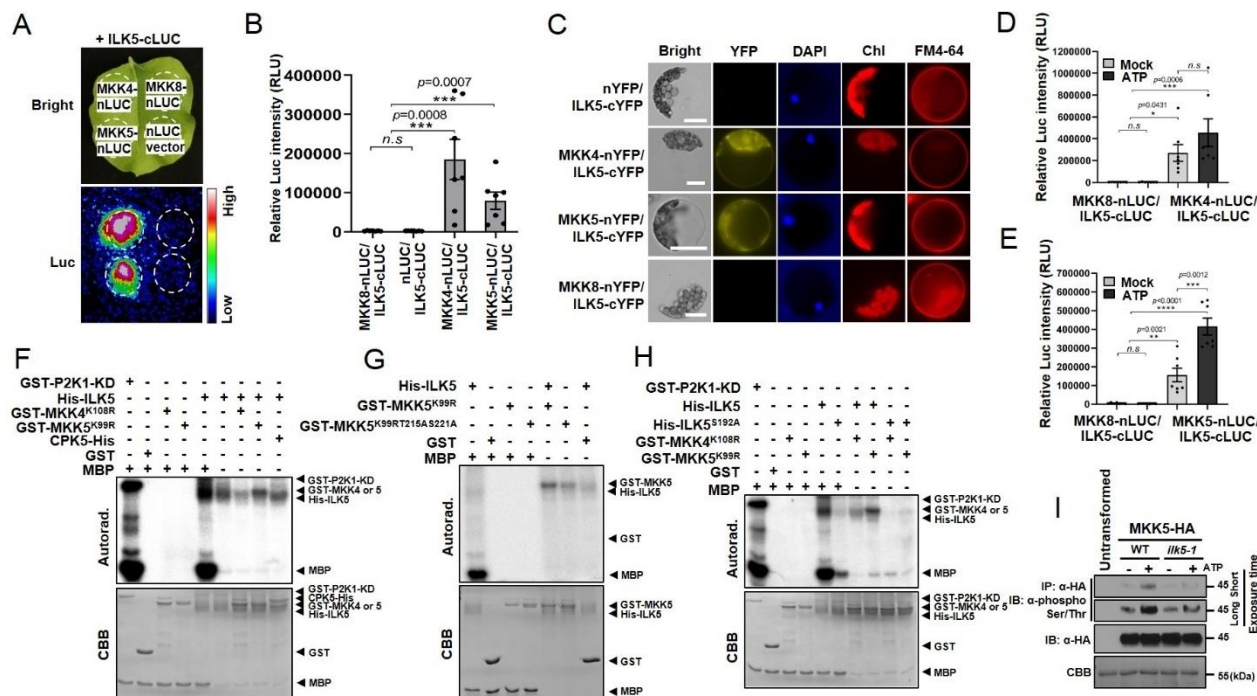 A
+ ILK5-cLUC
Bright
MKK4-
nLUC
MKK8-
nLUC
MKK5-
nLUC
nLUC
vector
Luc
High
Low
B
Relative Luc intensity (RLU)
400000
300000
200000
100000
0
p=0.0007
***
p=0.0008
***
n.s
MKK8-nLUC/
ILK5-cLUC
nLUC/
ILK5-cLUC
MKK4-nLUC/
ILK5-cLUC
MKK5-nLUC/
ILK5-cLUC
C
Bright YFP DAPI Chl FM4-64
nYFP/
ILK5-cYFP
MKK4-nYFP/
ILK5-cYFP
MKK5-nYFP/
ILK5-cYFP
MKK8-nYFP/
ILK5-cYFP
D
Relative Luc intensity (RLU)
1200000
1000000
800000
600000
400000
200000
0
Mock
ATP
n.s
p=0.0006
***
p=0.0431
*
n.s
MKK8-nLUC/
ILK5-cLUC
MKK4-nLUC/
ILK5-cLUC
E
Relative Luc intensity (RLU)
700000
600000
500000
400000
300000
200000
100000
0
Mock
ATP
p=0.0012
***
p<0.0001
****
p=0.0021
**
n.s
MKK8-nLUC/
ILK5-cLUC
MKK5-nLUC/
ILK5-cLUC
F
GST-P2K1-KD + - - - - - - - - -
His-ILK5
GST-MKK4K108R
GST-MKK5K99R
CPK5-His
GST
MBP
Autorad.
GST-P2K1-KD
GST-MKK4 or 5
His-ILK5
MBP
CBB
GST-P2K1-KD
CPK5-His
GST-MKK4 or 5
His-ILK5
GST
MBP
G
His-ILK5 + - - - + - +
GST-MKK5K99R - - + - + - -
GST-MKK5K99RT215AS221A
GST
MBP + + + + - - -
Autorad.
GST-MKK5
His-ILK5
GST
MBP
CBB
GST-MKK5
His-ILK5
GST
MBP
H
GST-P2K1-KD
His-ILK5
His-ILK5S192A
GST-MKK4K108R
GST-MKK5K99R
GST
MBP
Autorad.
GST-P2K1-KD
GST-MKK4 or 5
His-ILK5
MBP
CBB
GST-P2K1-KD
GST-MKK4 or 5
His-ILK5
GST
MBP
I
Untransformed
MKK5-HA
WT ilk5-1
- + - + ATP
IP: α-HA
IB: α-phospho
Ser/Thr
45
45
Short
Long
Exposure time
IB: α-HA
45
CBB
55(kDa)